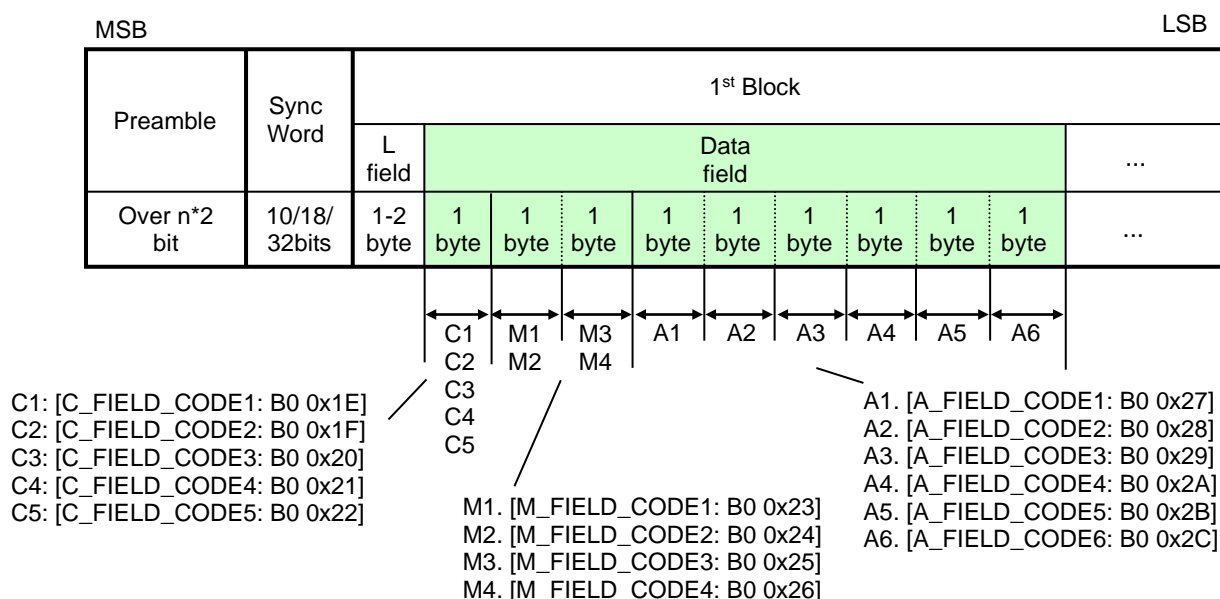 MSB
LSB
Preamble
Sync
Word
1st Block
L
field
Data
field
...
Over n*2
bit
10/18/
32bits
1-2
byte
1
byte
1
byte
1
byte
1
byte
1
byte
1
byte
1
byte
1
byte
1
byte
...
C1
C2
C3
C4
C5
M1
M2
M3
M4
A1
A2
A3
A4
A5
A6
C1: [C_FIELD_CODE1: B0 0x1E]
C2: [C_FIELD_CODE2: B0 0x1F]
C3: [C_FIELD_CODE3: B0 0x20]
C4: [C_FIELD_CODE4: B0 0x21]
C5: [C_FIELD_CODE5: B0 0x22]
M1. [M_FIELD_CODE1: B0 0x23]
M2. [M_FIELD_CODE2: B0 0x24]
M3. [M_FIELD_CODE3: B0 0x25]
M4. [M_FIELD_CODE4: B0 0x26]
A1. [A_FIELD_CODE1: B0 0x27]
A2. [A_FIELD_CODE2: B0 0x28]
A3. [A_FIELD_CODE3: B0 0x29]
A4. [A_FIELD_CODE4: B0 0x2A]
A5. [A_FIELD_CODE5: B0 0x2B]
A6. [A_FIELD_CODE6: B0 0x2C]